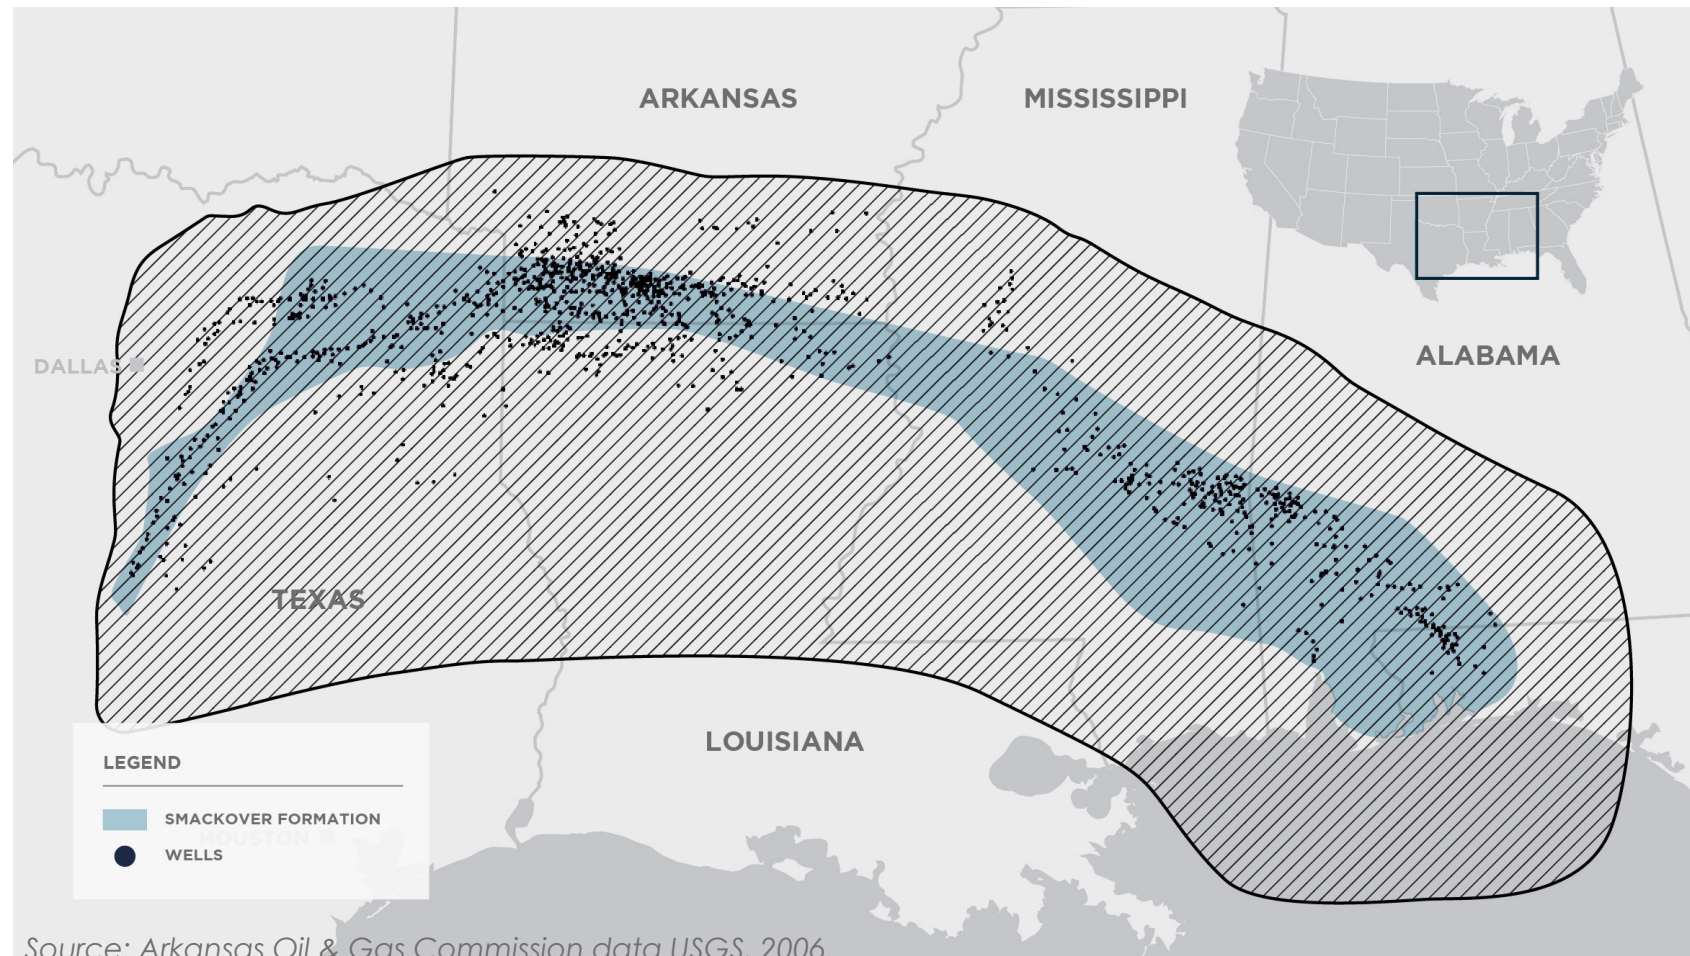 ARKANSAS
MISSISSIPPI
ALABAMA
DALLAS
TEXAS
LOUISIANA
LEGEND
SMACKOVER FORMATION
HOUSTON
WELLS
Source: Arkansas Oil & Gas Commission data USGS, 2006